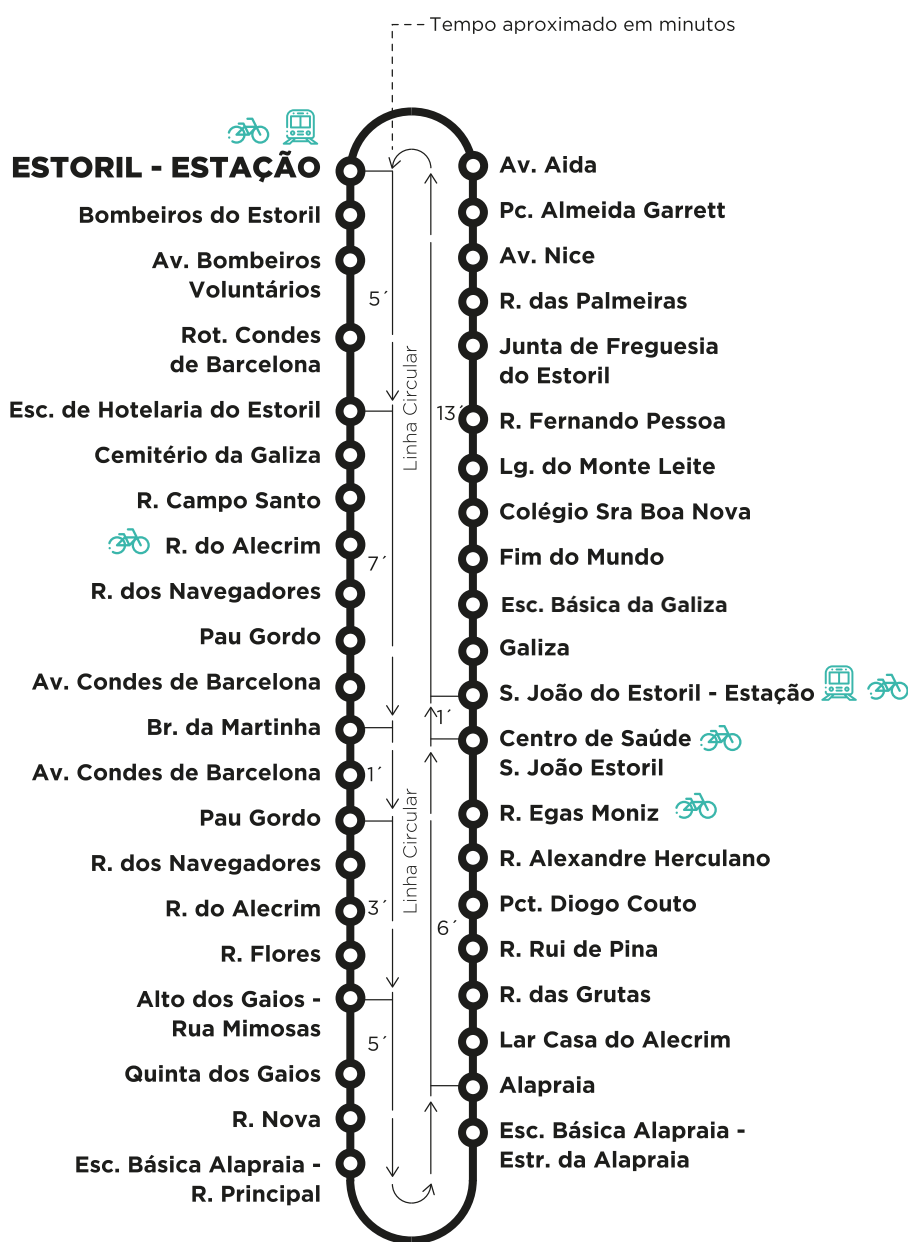 Tempo aproximado em minutos
ESTORIL - ESTAÇÃO
Bombeiros do Estoril
Av. Bombeiros
Voluntários
5´
Rot. Condes
de Barcelona
Esc. de Hotelaria do Estoril
Cemitério da Galiza
R. Campo Santo
R. do Alecrim
7´
R. dos Navegadores
Pau Gordo
Av. Condes de Barcelona
Br. da Martinha
Av. Condes de Barcelona
1´
Pau Gordo
R. dos Navegadores
R. do Alecrim
3´
R. Flores
Alto dos Gaios -
Rua Mimosas
5´
Quinta dos Gaios
R. Nova
Esc. Básica Alapraia -
R. Principal
Linha Circular
Linha Circular
Av. Aida
Pc. Almeida Garrett
Av. Nice
R. das Palmeiras
Junta de Freguesia
do Estoril
13´
R. Fernando Pessoa
Lg. do Monte Leite
Colégio Sra Boa Nova
Fim do Mundo
Esc. Básica da Galiza
Galiza
S. João do Estoril - Estação
1´
Centro de Saúde
S. João Estoril
R. Egas Moniz
R. Alexandre Herculano
Pct. Diogo Couto
6´
R. Rui de Pina
R. das Grutas
Lar Casa do Alecrim
Alapraia
Esc. Básica Alapraia -
Estr. da Alapraia